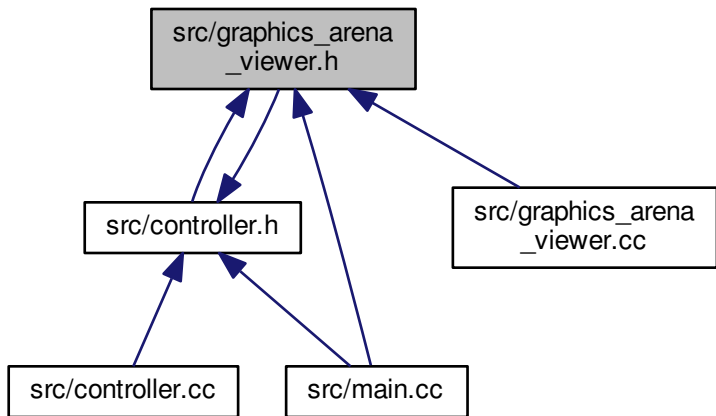 src/graphics_arena
_viewer.h
src/controller.h
src/graphics_arena
_viewer.cc
src/controller.cc
src/main.cc